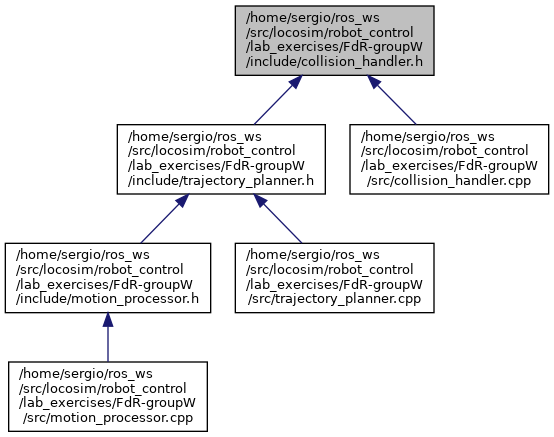 /home/sergio/ros_ws
/src/locosim/robot_control
/lab_exercises/FdR-groupW
/include/collision_handler.h
/home/sergio/ros_ws
/src/locosim/robot_control
/lab_exercises/FdR-groupW
/include/trajectory_planner.h
/home/sergio/ros_ws
/src/locosim/robot_control
/lab_exercises/FdR-groupW
/src/collision_handler.cpp
/home/sergio/ros_ws
/src/locosim/robot_control
/lab_exercises/FdR-groupW
/include/motion_processor.h
/home/sergio/ros_ws
/src/locosim/robot_control
/lab_exercises/FdR-groupW
/src/trajectory_planner.cpp
/home/sergio/ros_ws
/src/locosim/robot_control
/lab_exercises/FdR-groupW
/src/motion_processor.cpp